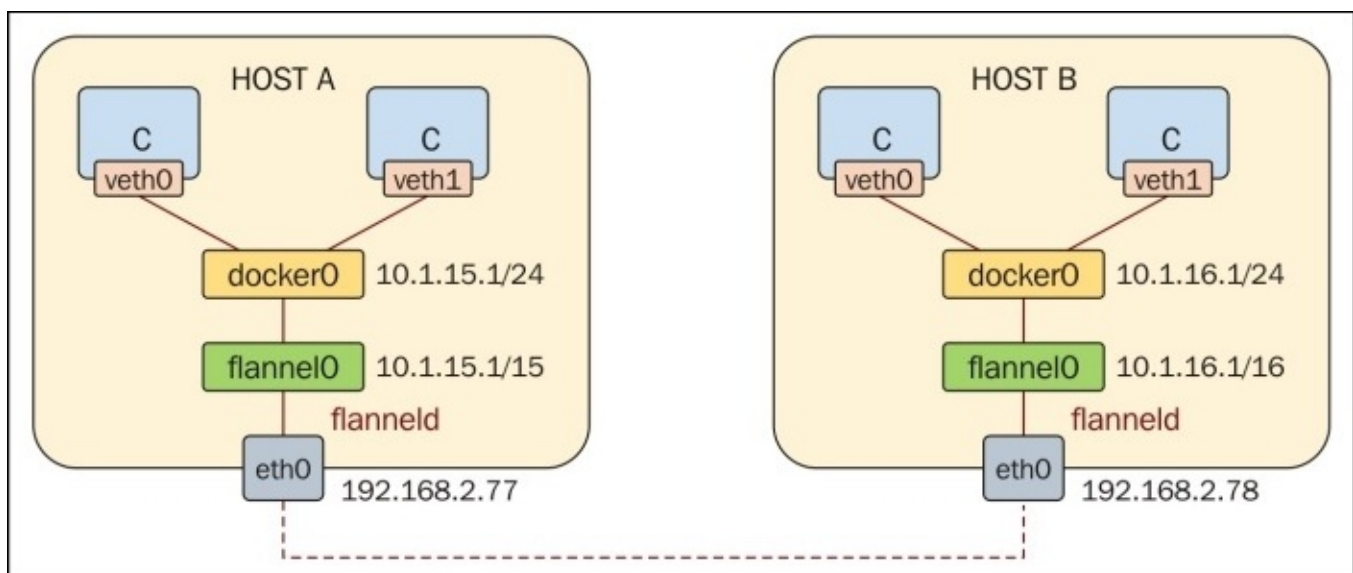 HOST A
C
C
veth0
veth1
docker0
10.1.15.1/24
flannel0
10.1.15.1/15
flanneld
eth0
192.168.2.77
HOST B
C
C
veth0
veth1
docker0
10.1.16.1/24
flannel0
10.1.16.1/16
flanneld
eth0
192.168.2.78